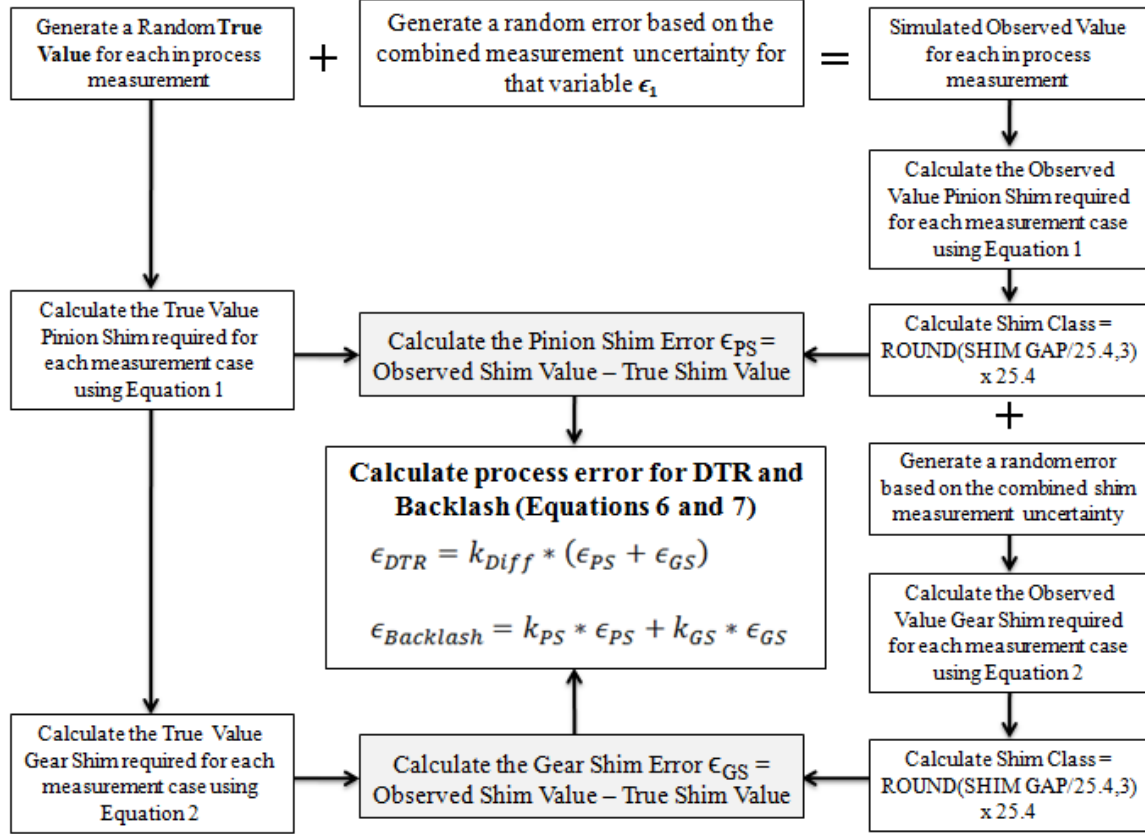 Generate a Random True
Value for each in process
measurement
+
Generate a random error based on the
combined measurement uncertainty for
that variable ϵ₁
=
Simulated Observed Value
for each in process
measurement
Calculate the Observed
Value Pinion Shim required
for each measurement case
using Equation 1
Calculate the True Value
Pinion Shim required for
each measurement case
using Equation 1
Calculate the Pinion Shim Error ϵPS =
Observed Shim Value – True Shim Value
Calculate Shim Class =
ROUND(SHIM GAP/25.4,3)
x 25.4
+
Calculate process error for DTR and
Backlash (Equations 6 and 7)
ϵDTR = kDiff * (ϵPS + ϵGS)
ϵBacklash = kPS * ϵPS + kGS * ϵGS
Generate a random error
based on the combined shim
measurement uncertainty
Calculate the Observed
Value Gear Shim required
for each measurement case
using Equation 2
Calculate the True Value
Gear Shim required for each
measurement case using
Equation 2
Calculate the Gear Shim Error ϵGS =
Observed Shim Value – True Shim Value
Calculate Shim Class =
ROUND(SHIM GAP/25.4,3)
x 25.4